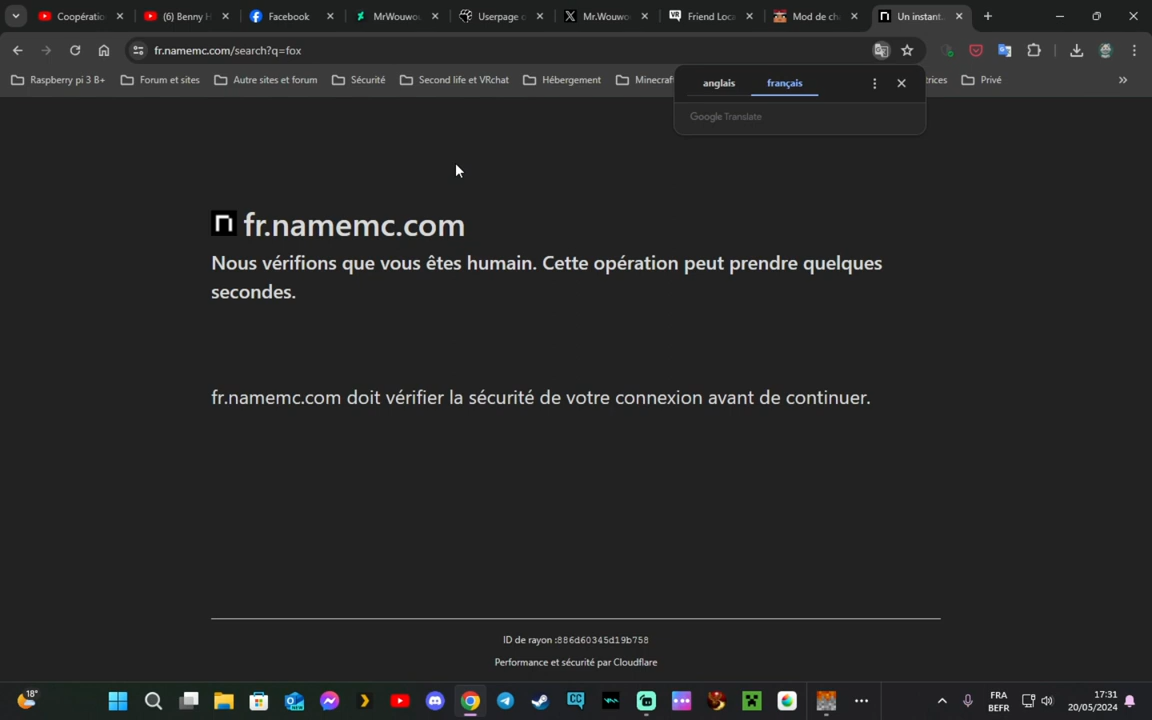 Coopératio
(6) Benny H
Facebook
MrWouwou
Userpage o
Mr.Wouwo
Friend Loca
Mod de ch
Un instant
fr.namemc.com/search?q=fox
Raspberry pi 3 B+
Forum et sites
Autre sites et forum
Sécurité
Second life et VRchat
Hébergement
Minecraf
trices
Privé
anglais
français
Google Translate
fr.namemc.com
Nous vérifions que vous êtes humain. Cette opération peut prendre quelques
secondes.
fr.namemc.com doit vérifier la sécurité de votre connexion avant de continuer.
ID de rayon :886d60345d19b758
Performance et sécurité par Cloudflare
18°
FRA
BEFR
17:31
20/05/2024